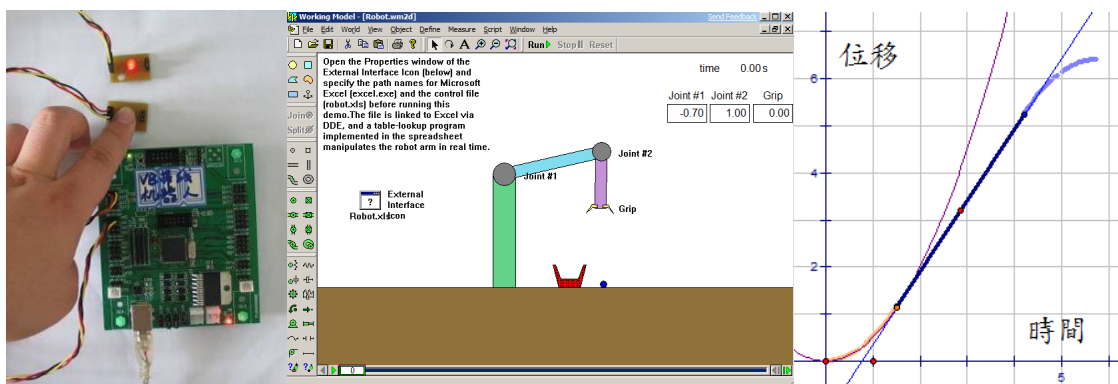 VB
机器人
Working Model - [Robot.wm2d]
Send Feedback
File Edit World View Object Define Measure Script Window Help
Run Stop Reset
Open the Properties window of the
External Interface Icon (below) and
specify the path names for Microsoft
Excel (excel.exe) and the control file
(robot.xls) before running this
demo.The file is linked to Excel via
DDE, and a table-lookup program
implemented in the spreadsheet
manipulates the robot arm in real time.
time 0.00 s
Joint #1 Joint #2 Grip
-0.70 1.00 0.00
Join
Split
Joint #2
Joint #1
External
Interface
Icon
Robot.xls
Grip
0
位移
6
4
2
時間
5